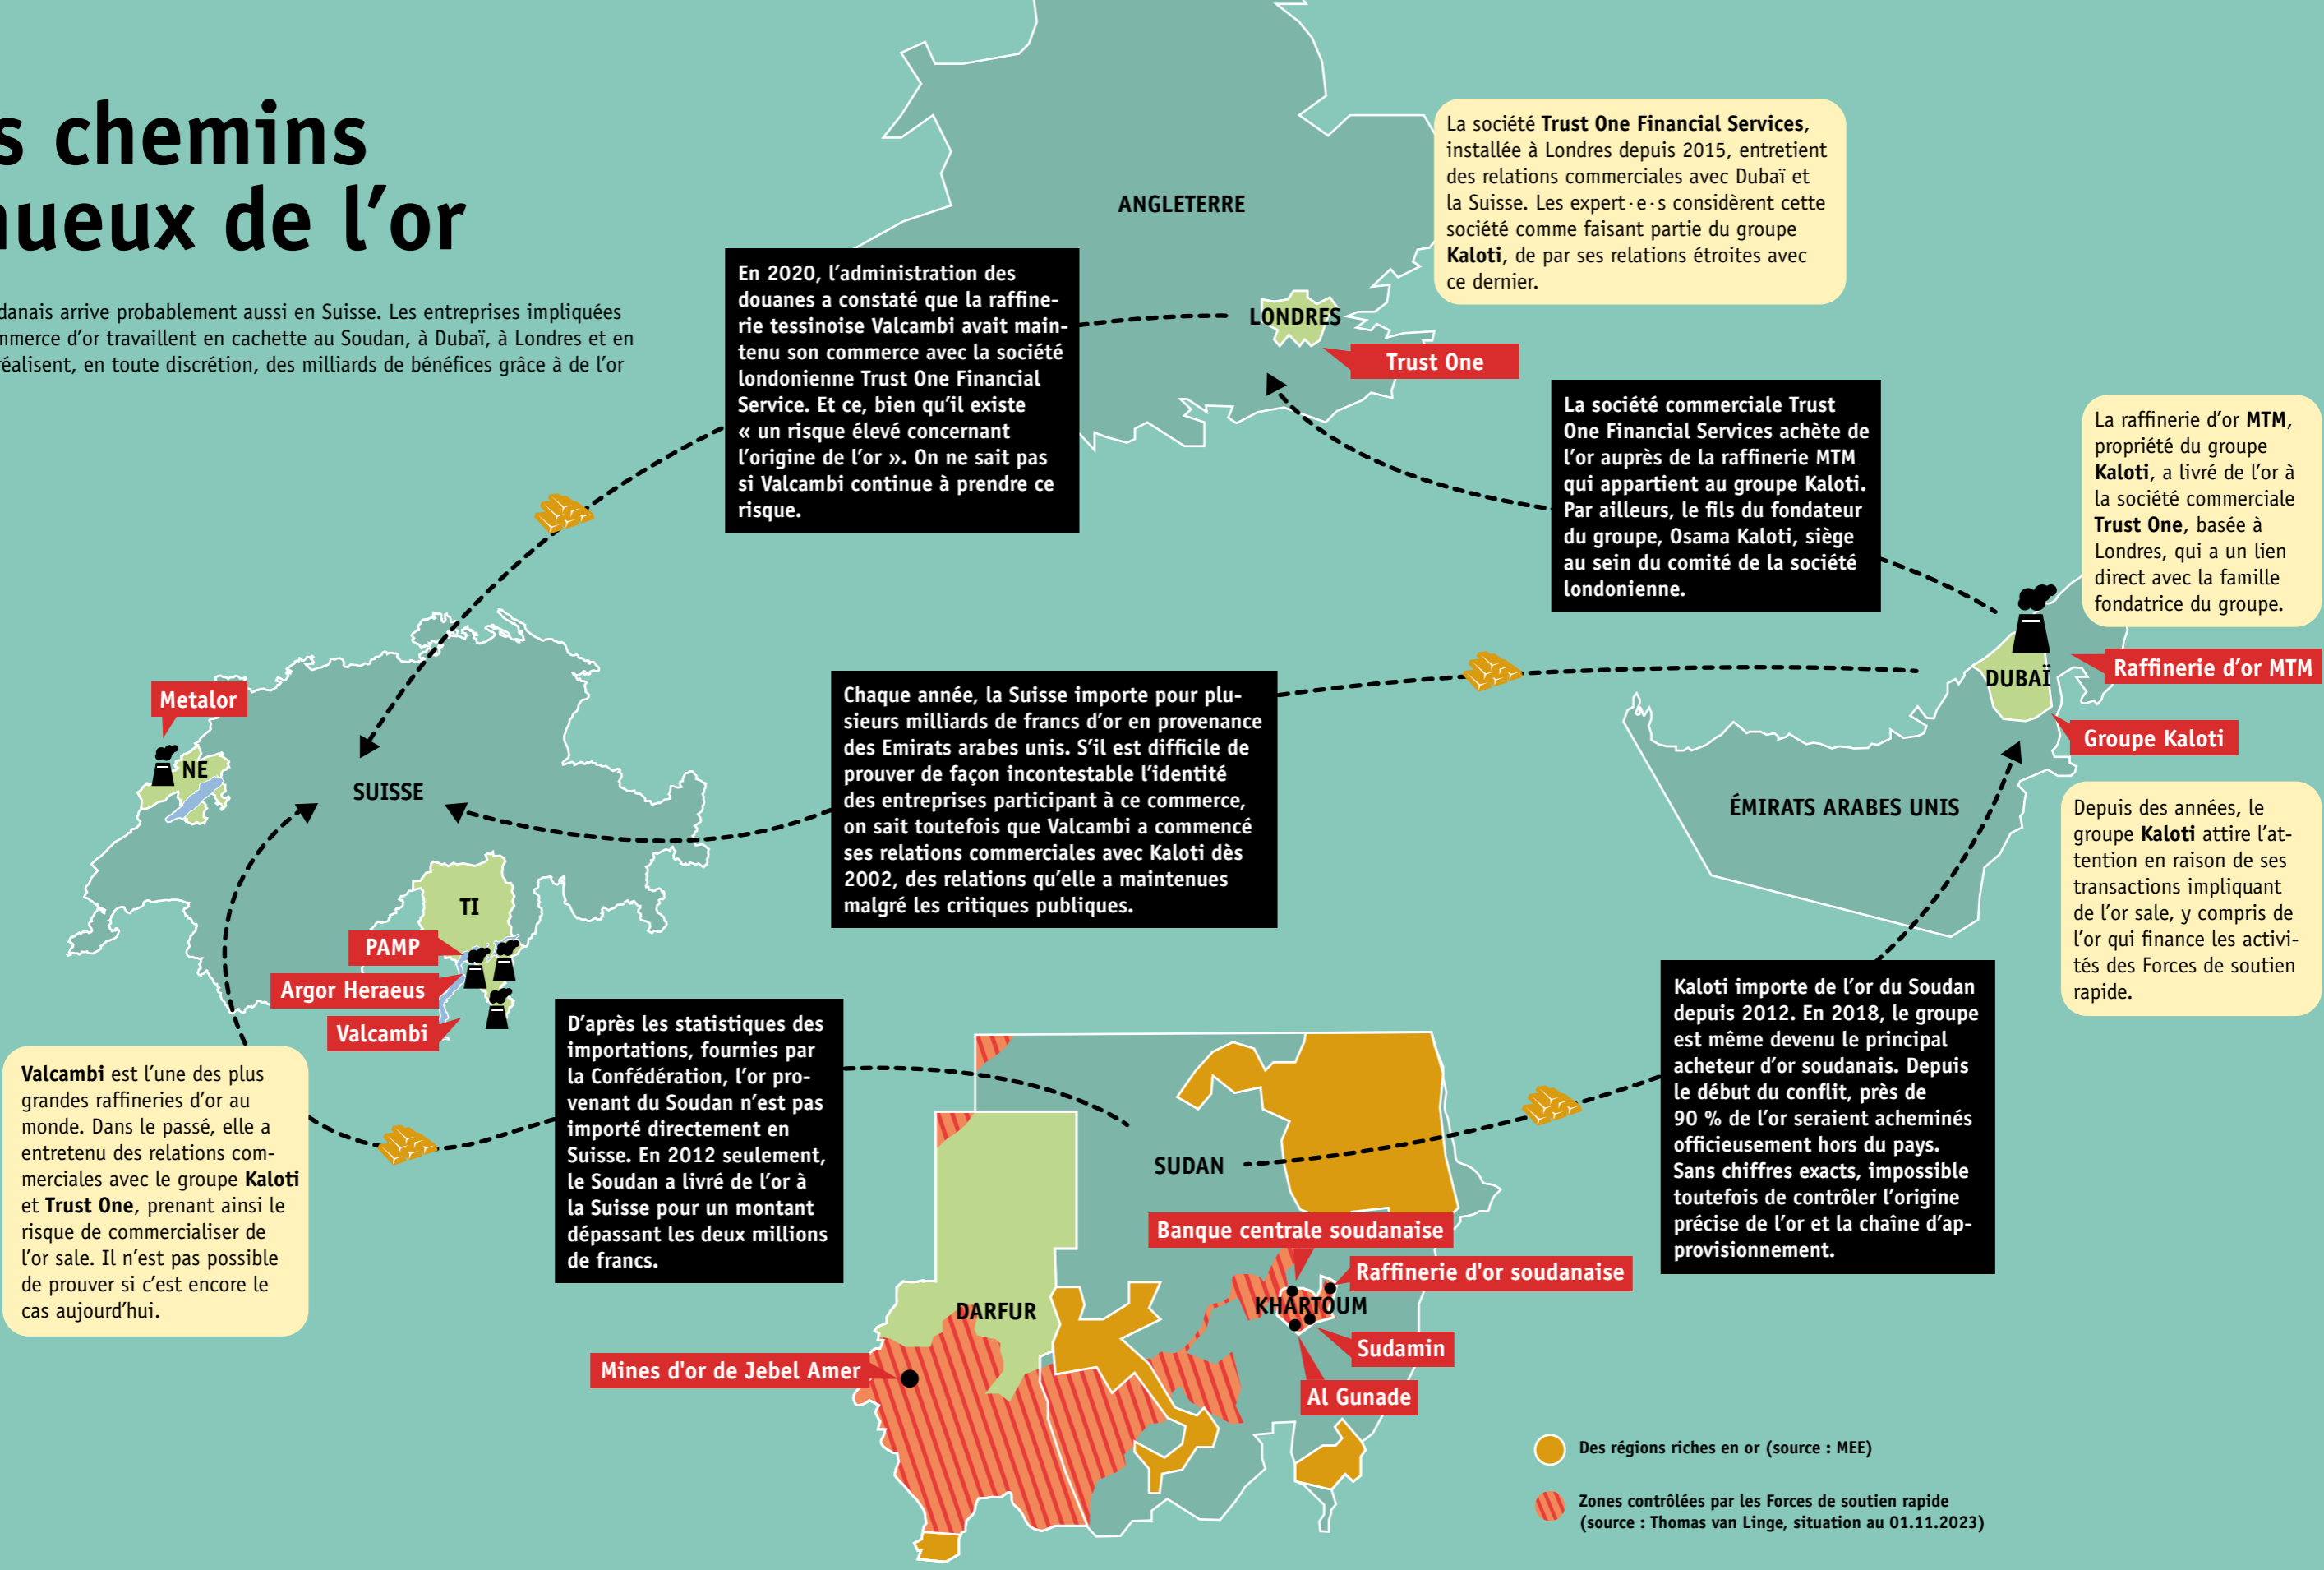 s chemins
nueux de l’or
danais arrive probablement aussi en Suisse. Les entreprises impliquées
mmerce d’or travaillent en cachette au Soudan, à Dubaï, à Londres et en
réalisent, en toute discrétion, des milliards de bénéfices grâce à de l’or
ANGLETERRE
LONDRES
Trust One
La société Trust One Financial Services,
installée à Londres depuis 2015, entretient
des relations commerciales avec Dubaï et
la Suisse. Les expert·e·s considèrent cette
société comme faisant partie du groupe
Kaloti, de par ses relations étroites avec
ce dernier.
En 2020, l’administration des
douanes a constaté que la raffine-
rie tessinoise Valcambi avait main-
tenu son commerce avec la société
londonienne Trust One Financial
Service. Et ce, bien qu’il existe
« un risque élevé concernant
l’origine de l’or ». On ne sait pas
si Valcambi continue à prendre ce
risque.
La société commerciale Trust
One Financial Services achète de
l’or auprès de la raffinerie MTM
qui appartient au groupe Kaloti.
Par ailleurs, le fils du fondateur
du groupe, Osama Kaloti, siège
au sein du comité de la société
londonienne.
La raffinerie d’or MTM,
propriété du groupe
Kaloti, a livré de l’or à
la société commerciale
Trust One, basée à
Londres, qui a un lien
direct avec la famille
fondatrice du groupe.
DUBAÏ
Raffinerie d’or MTM
Groupe Kaloti
ÉMIRATS ARABES UNIS
Depuis des années, le
groupe Kaloti attire l’at-
tention en raison de ses
transactions impliquant
de l’or sale, y compris de
l’or qui finance les activi-
tés des Forces de soutien
rapide.
Metalor
NE
SUISSE
TI
PAMP
Argor Heraeus
Valcambi
Chaque année, la Suisse importe pour plu-
sieurs milliards de francs d’or en provenance
des Emirats arabes unis. S’il est difficile de
prouver de façon incontestable l’identité
des entreprises participant à ce commerce,
on sait toutefois que Valcambi a commencé
ses relations commerciales avec Kaloti dès
2002, des relations qu’elle a maintenues
malgré les critiques publiques.
Kaloti importe de l’or du Soudan
depuis 2012. En 2018, le groupe
est même devenu le principal
acheteur d’or soudanais. Depuis
le début du conflit, près de
90 % de l’or seraient acheminés
officieusement hors du pays.
Sans chiffres exacts, impossible
toutefois de contrôler l’origine
précise de l’or et la chaîne d’ap-
provisionnement.
Valcambi est l’une des plus
grandes raffineries d’or au
monde. Dans le passé, elle a
entretenu des relations com-
merciales avec le groupe Kaloti
et Trust One, prenant ainsi le
risque de commercialiser de
l’or sale. Il n’est pas possible
de prouver si c’est encore le
cas aujourd’hui.
D’après les statistiques des
importations, fournies par
la Confédération, l’or pro-
venant du Soudan n’est pas
importé directement en
Suisse. En 2012 seulement,
le Soudan a livré de l’or à
la Suisse pour un montant
dépassant les deux millions
de francs.
SUDAN
Banque centrale soudanaise
Raffinerie d'or soudanaise
KHARTOUM
DARFUR
Sudamin
Mines d'or de Jebel Amer
Al Gunade
Des régions riches en or (source : MEE)
Zones contrôlées par les Forces de soutien rapide
(source : Thomas van Linge, situation au 01.11.2023)